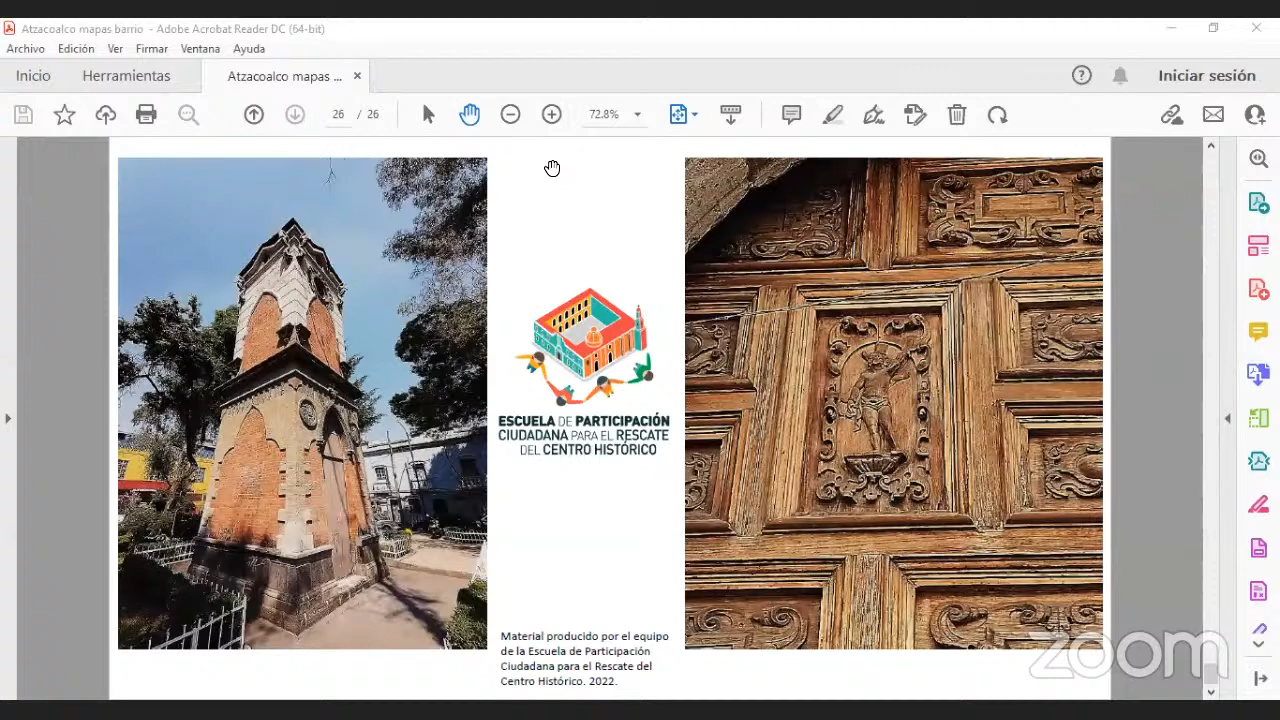 Atzacoalco mapas barrio - Adobe Acrobat Reader DC (64-bit)
Archivo Edición Ver Firmar Ventana Ayuda
Inicio Herramientas Atzacoalco mapas ... Iniciar sesión
26 / 26 72.8%
ESCUELA DE PARTICIPACIÓN
CIUDADANA PARA EL RESCATE
DEL CENTRO HISTÓRICO
Material producido por el equipo
de la Escuela de Participación
Ciudadana para el Rescate del
Centro Histórico. 2022.
zoom